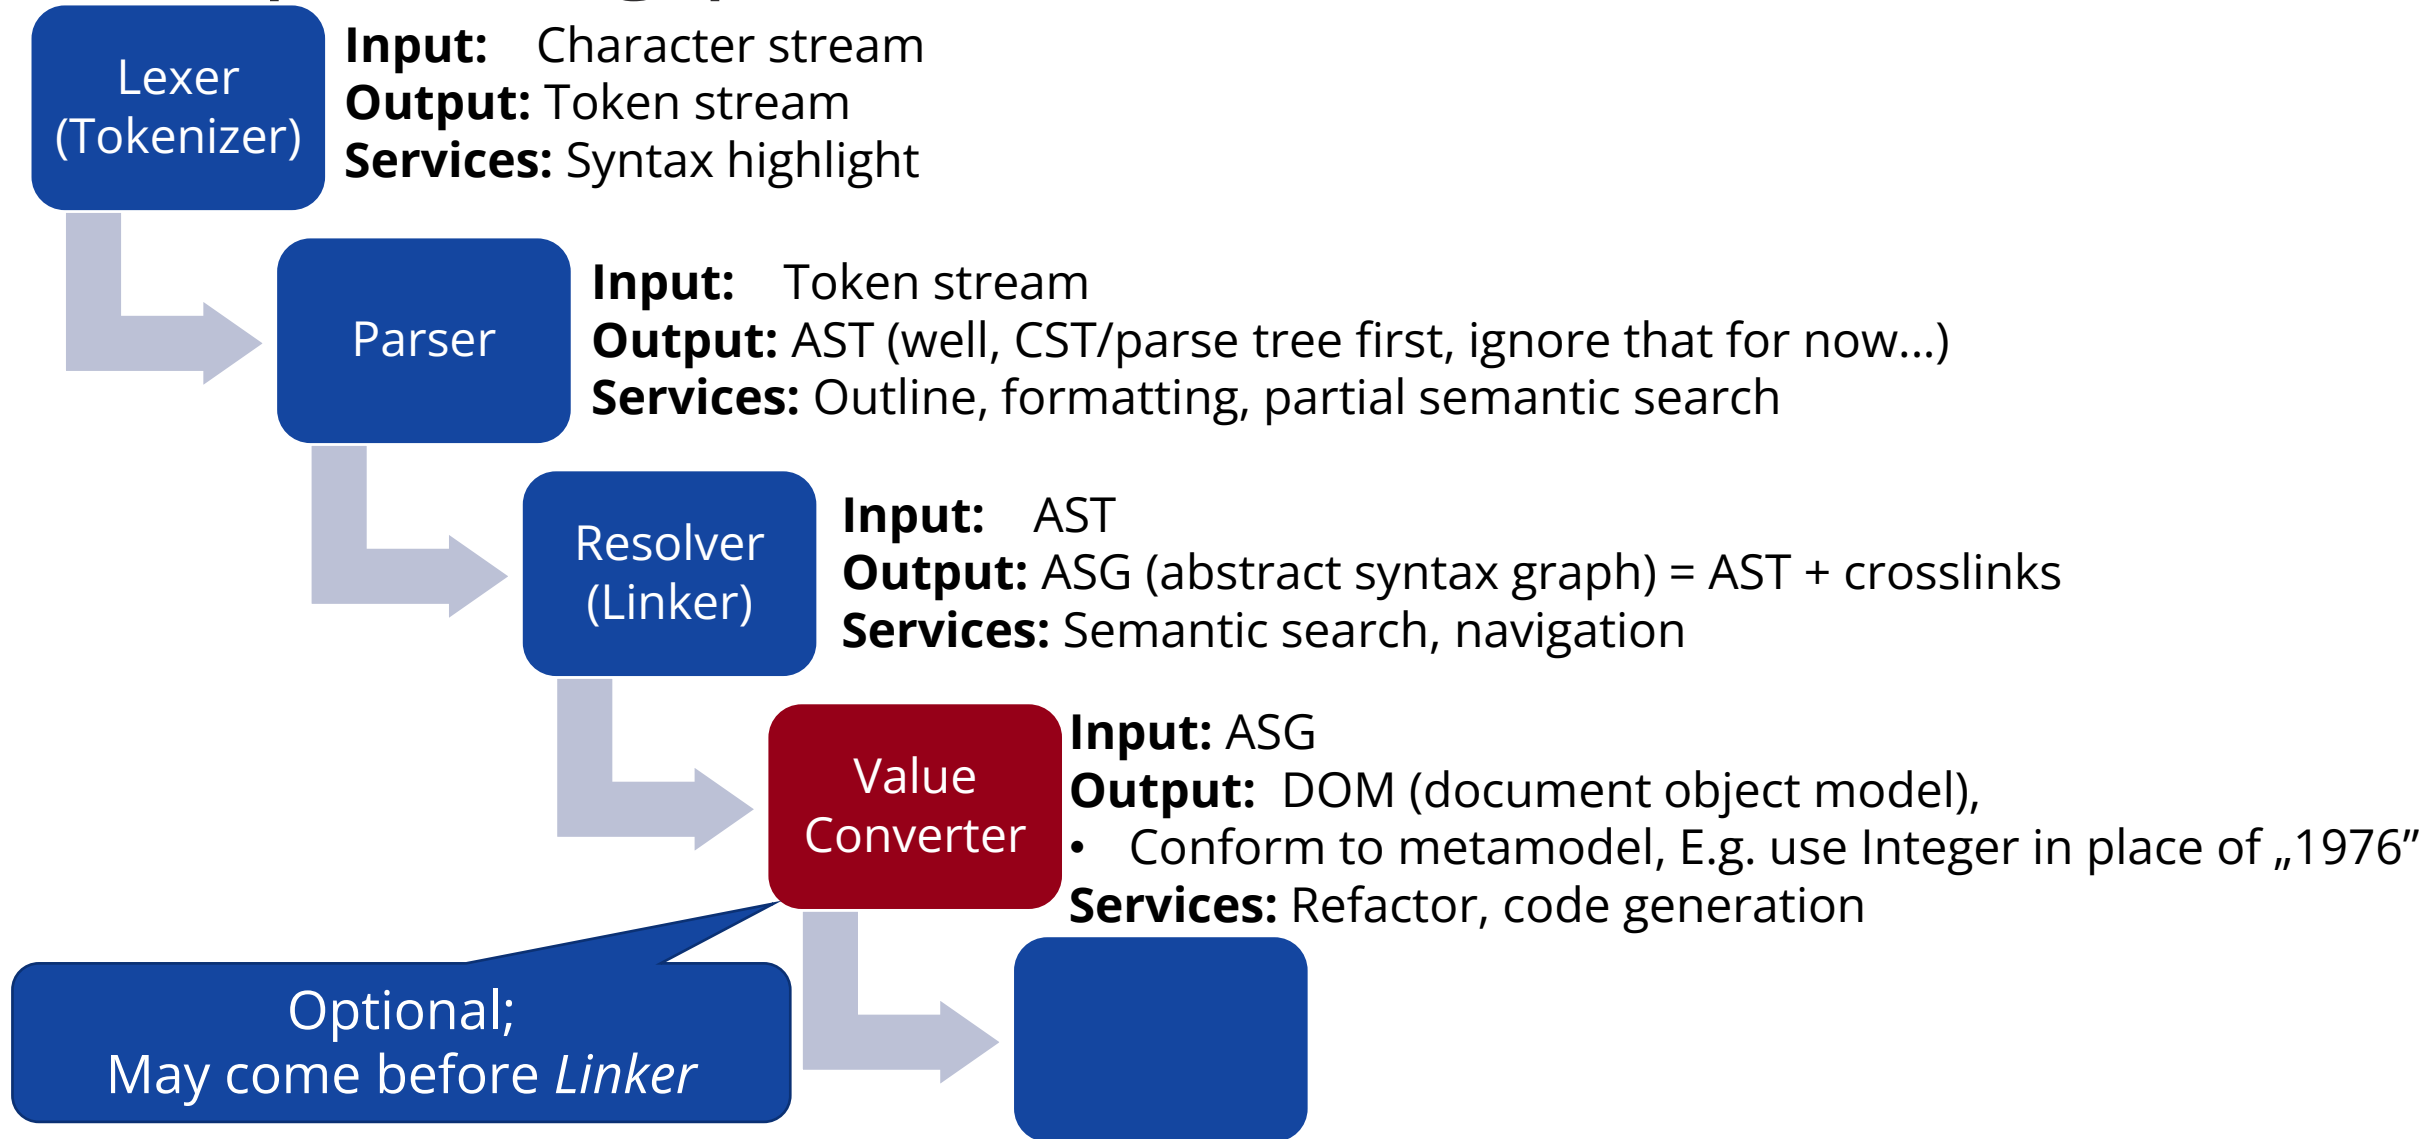 Lexer
(Tokenizer)
Input: Character stream
Output: Token stream
Services: Syntax highlight
Parser
Input: Token stream
Output: AST (well, CST/parse tree first, ignore that for now...)
Services: Outline, formatting, partial semantic search
Resolver
(Linker)
Input: AST
Output: ASG (abstract syntax graph) = AST + crosslinks
Services: Semantic search, navigation
Value
Converter
Input: ASG
Output: DOM (document object model),
• Conform to metamodel, E.g. use Integer in place of „1976”
Services: Refactor, code generation
Optional;
May come before Linker